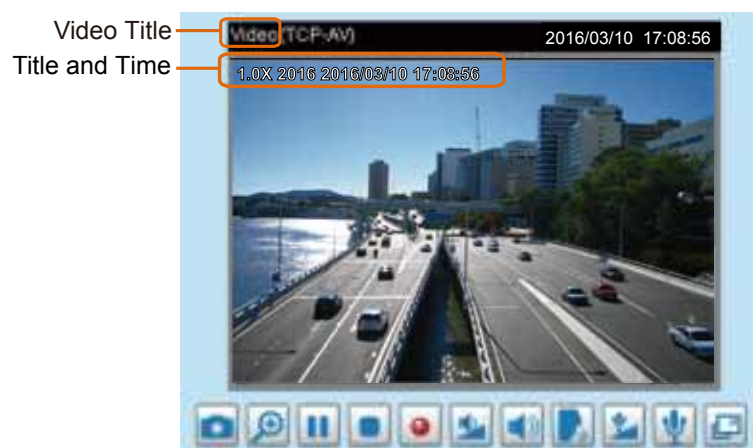 Video Title
Video(TCP-AV)
2016/03/10 17:08:56
Title and Time
1.0X 2016 2016/03/10 17:08:56